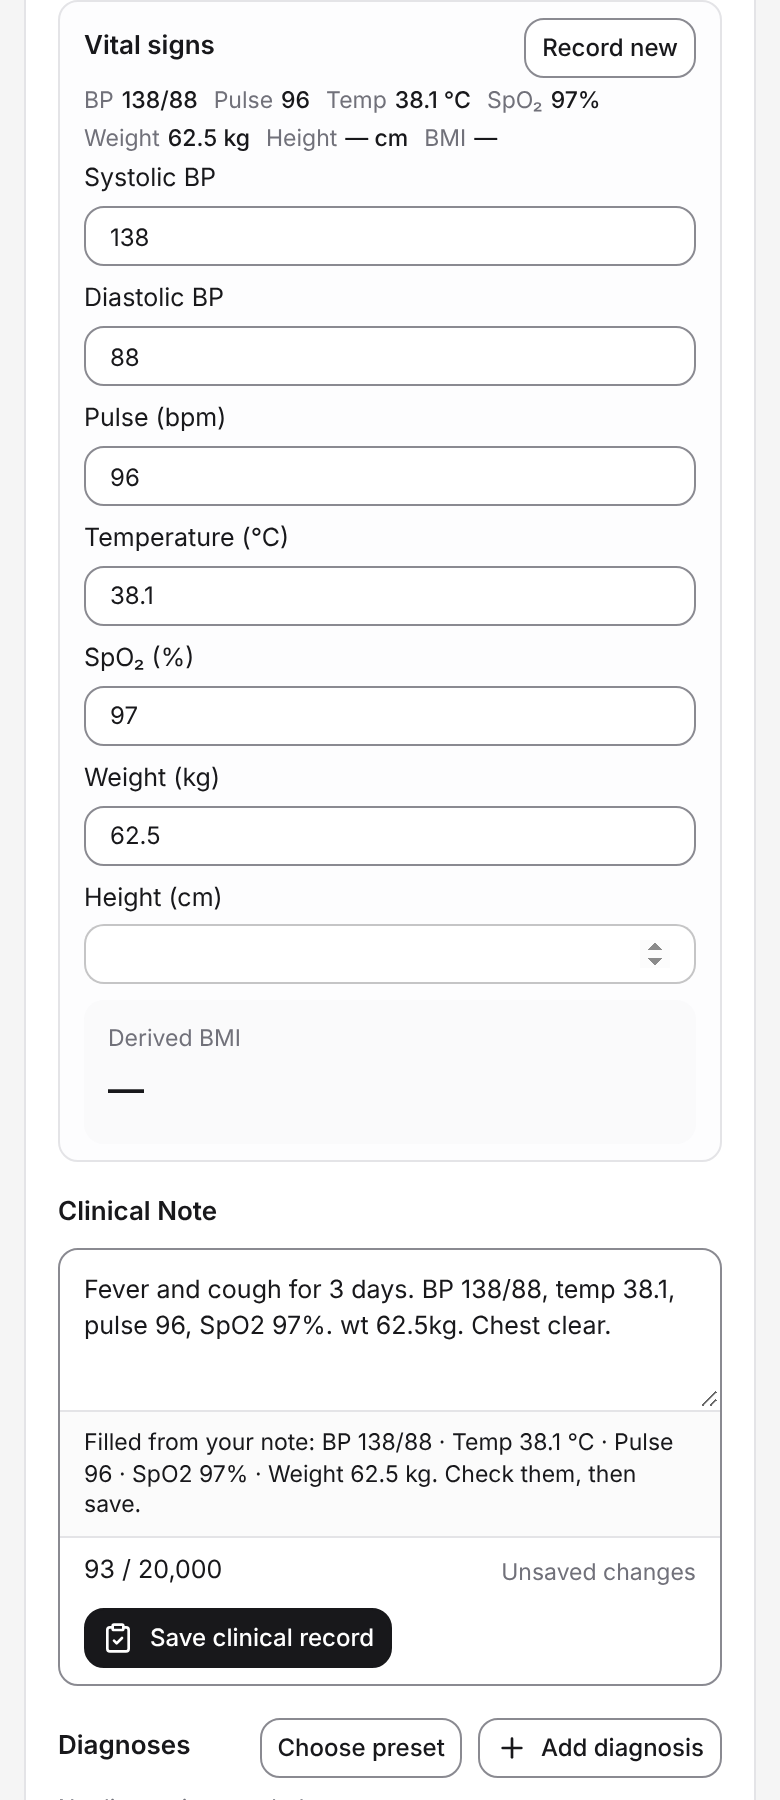 Vital signs
Record new
BP 138/88 Pulse 96 Temp 38.1 °C SpO₂ 97%
Weight 62.5 kg Height — cm BMI —
Systolic BP
138
Diastolic BP
88
Pulse (bpm)
96
Temperature (°C)
38.1
SpO₂ (%)
97
Weight (kg)
62.5
Height (cm)
Derived BMI
—
Clinical Note
Fever and cough for 3 days. BP 138/88, temp 38.1,
pulse 96, SpO2 97%. wt 62.5kg. Chest clear.
Filled from your note: BP 138/88 · Temp 38.1 °C · Pulse
96 · SpO2 97% · Weight 62.5 kg. Check them, then
save.
93 / 20,000
Unsaved changes
Save clinical record
Diagnoses
Choose preset
Add diagnosis